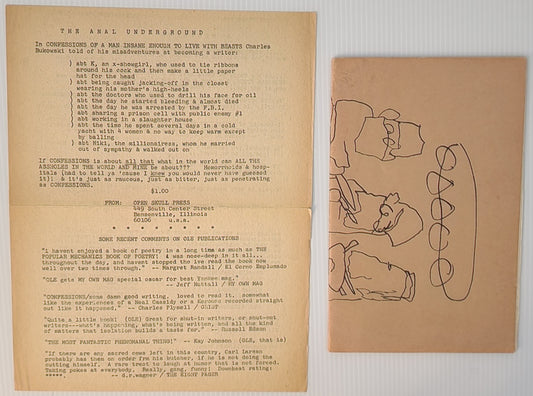 THE ANAL UNDERGROUND
In CONFESSIONS OF A MAN INSANE ENOUGH TO LIVE WITH BEASTS Charles
Bukowski told of his misadventures at becoming a writer:
) abt K, an x-showgirl, who used to tie ribbons
around his cock and then make a little paper
hat for the head
) abt being caught jacking-off in the closet
wearing his mother's high-heels
) abt the doctors who used to drill his face for oil
) abt the day he started bleeding & almost died
) abt the day he was arrested by the F.B.I.
) abt sharing a prison cell with public enemy #1
) abt working in a slaughter house
) abt the time he spent several days in a cold
yacht with 4 women & no way to keep warm except
by balling
) abt Niki, the millionairess, whom he married
out of sympathy & walked out on
If CONFESSIONS is about all that what in the world can ALL THE
ASSHOLES IN THE WORLD AND MINE be about??? Hemorrhoids & hosp-
itals (had to tell ya 'cause I know you would never have guessed
it)! & it's just as raucous, just as bitter, just as penetrating
as CONFESSIONS.
$1.00
FROM: OPEN SKULL PRESS
449 South Center Street
Bensenville, Illinois
60106 u.s.a.
* * * * * * * *
SOME RECENT COMMENTS ON OLE PUBLICATIONS
"i havent enjoyed a book of poetry in a long time as much as THE
POPULAR MECHANICS BOOK OF POETRY! i was nose-deep in it all...
throughout the day, and havent stopped the ive read the book now
well over two times through." -- Margret Randall / El Corno Emplumado
"OLE gets MY OWN MAG special oscar for best Yankee mag."
-- Jeff Nuttall / MY OWN MAG
"CONFESSIONS/some damn good writing. loved to read it. somewhat
like the experiences of a Neal Cassidy or a Kerouac recorded straight
out like it happened." -- Charles Plymell /
"Quite a little book! (OLE) Great for shut-in writers, or shut-out
writers---what's happening, what's being written, and all the kind
of matters that isolation builds a taste for." -- Russell Edson
"THE MOST FANTASTIC PHENOMANAL THING!" -- Kay Johnson (OLE, that is)
"If there are any sacred cows left in this country, Carl Larsen
probably has them on order frm his butcher, if he is not doing the
cutting himself. A rare treat to laugh at humor that is not forced.
Taking pokes at everybody. Really, gang, funny! Downbeat rating:
*****. -- d.r.wagner / THE EIGHT PAGER